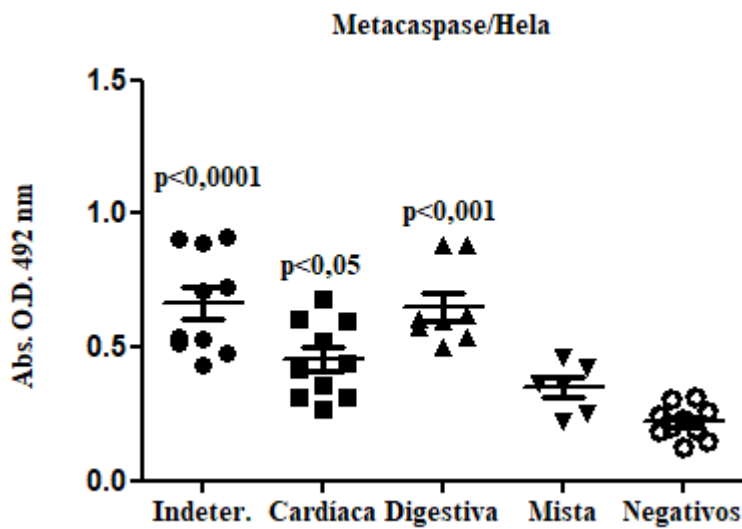 Metacaspase/Hela
1.5
p<0,0001
1.0
p<0,001
p<0,05
Abs. O.D. 492 nm
0.5
0.0
Indeter. Cardíaca Digestiva Mista Negativos